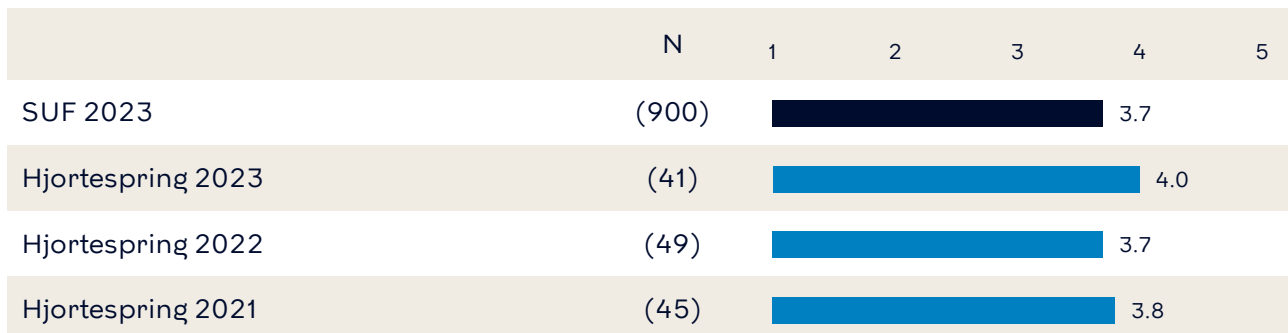 N 1 2 3 4 5
SUF 2023 (900) 3.7
Hjortespring 2023 (41) 4.0
Hjortespring 2022 (49) 3.7
Hjortespring 2021 (45) 3.8